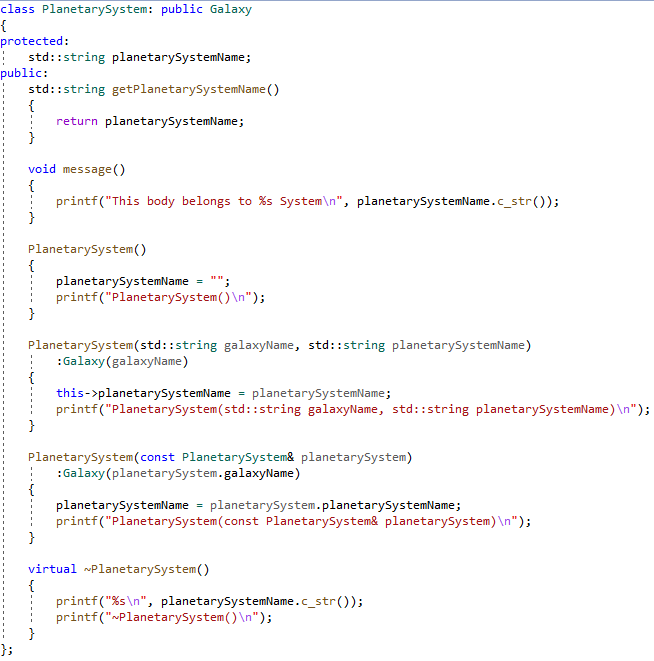 class PlanetarySystem: public Galaxy
{
protected:
    std::string planetarySystemName;
public:
    std::string getPlanetarySystemName()
    {
        return planetarySystemName;
    }

    void message()
    {
        printf("This body belongs to %s System\n", planetarySystemName.c_str());
    }

    PlanetarySystem()
    {
        planetarySystemName = "";
        printf("PlanetarySystem()\n");
    }

    PlanetarySystem(std::string galaxyName, std::string planetarySystemName)
        :Galaxy(galaxyName)
    {
        this->planetarySystemName = planetarySystemName;
        printf("PlanetarySystem(std::string galaxyName, std::string planetarySystemName)\n");
    }

    PlanetarySystem(const PlanetarySystem& planetarySystem)
        :Galaxy(planetarySystem.galaxyName)
    {
        planetarySystemName = planetarySystem.planetarySystemName;
        printf("PlanetarySystem(const PlanetarySystem& planetarySystem)\n");
    }

    virtual ~PlanetarySystem()
    {
        printf("%s\n", planetarySystemName.c_str());
        printf("~PlanetarySystem()\n");
    }
};